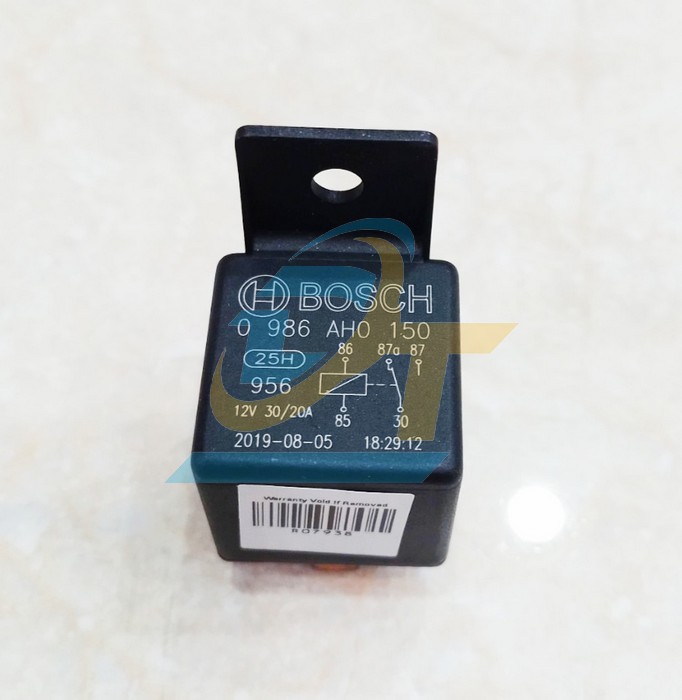 BOSCH
0 986 AH0 150
25H
86 87a 87
956
12V 30/20A
85 30
2019-08-05 18:29:12
Warranty Void If Removed
807938